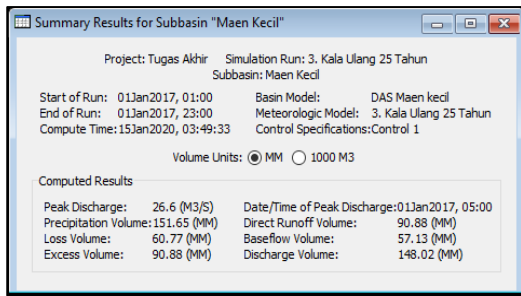 Summary Results for Subbasin "Maen Kecil"
Project: Tugas Akhir Simulation Run: 3. Kala Ulang 25 Tahun
Subbasin: Maen Kecil
Start of Run: 01Jan2017, 01:00 Basin Model: DAS Maen kecil
End of Run: 01Jan2017, 23:00 Meteorologic Model: 3. Kala Ulang 25 Tahun
Compute Time:15Jan2020, 03:49:33 Control Specifications:Control 1
Volume Units: MM 1000 M3
Computed Results
Peak Discharge: 26.6 (M3/S) Date/Time of Peak Discharge:01Jan2017, 05:00
Precipitation Volume:151.65 (MM) Direct Runoff Volume: 90.88 (MM)
Loss Volume: 60.77 (MM) Baseflow Volume: 57.13 (MM)
Excess Volume: 90.88 (MM) Discharge Volume: 148.02 (MM)